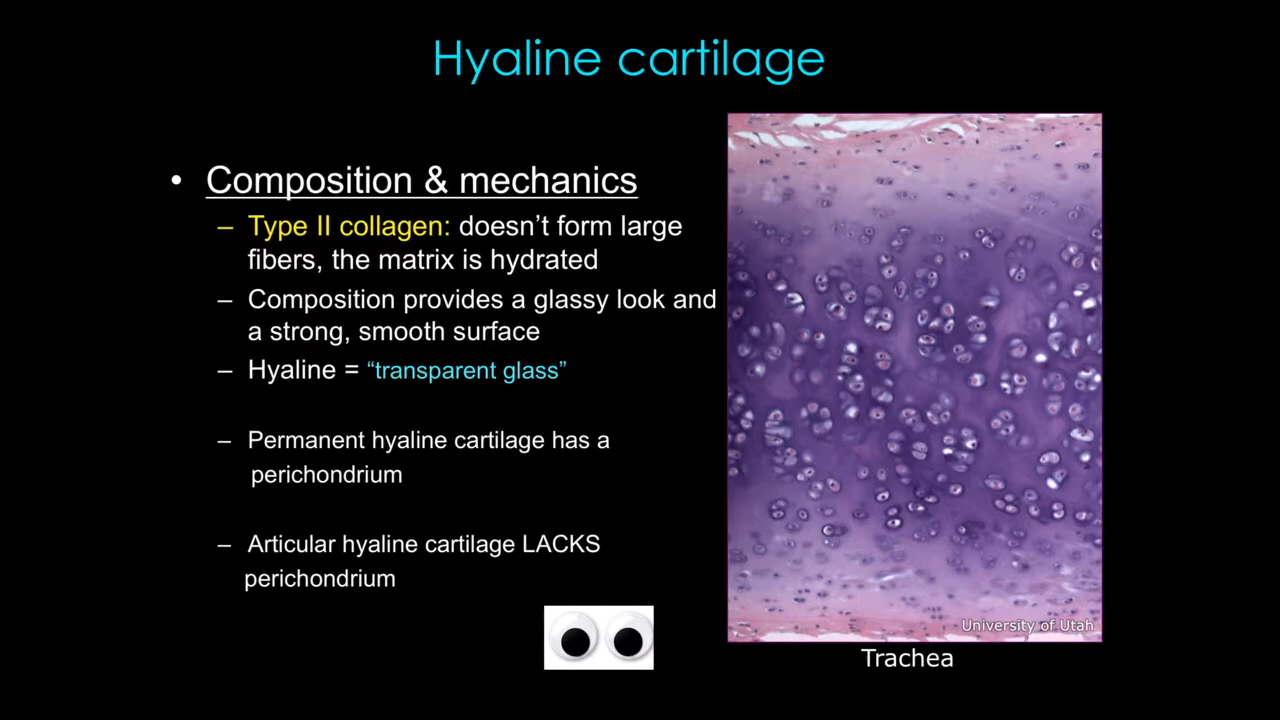 Hyaline cartilage
• Composition & mechanics
– Type II collagen: doesn’t form large
fibers, the matrix is hydrated
– Composition provides a glassy look and
a strong, smooth surface
– Hyaline = “transparent glass”
– Permanent hyaline cartilage has a
perichondrium
– Articular hyaline cartilage LACKS
perichondrium
University of Utah
Trachea